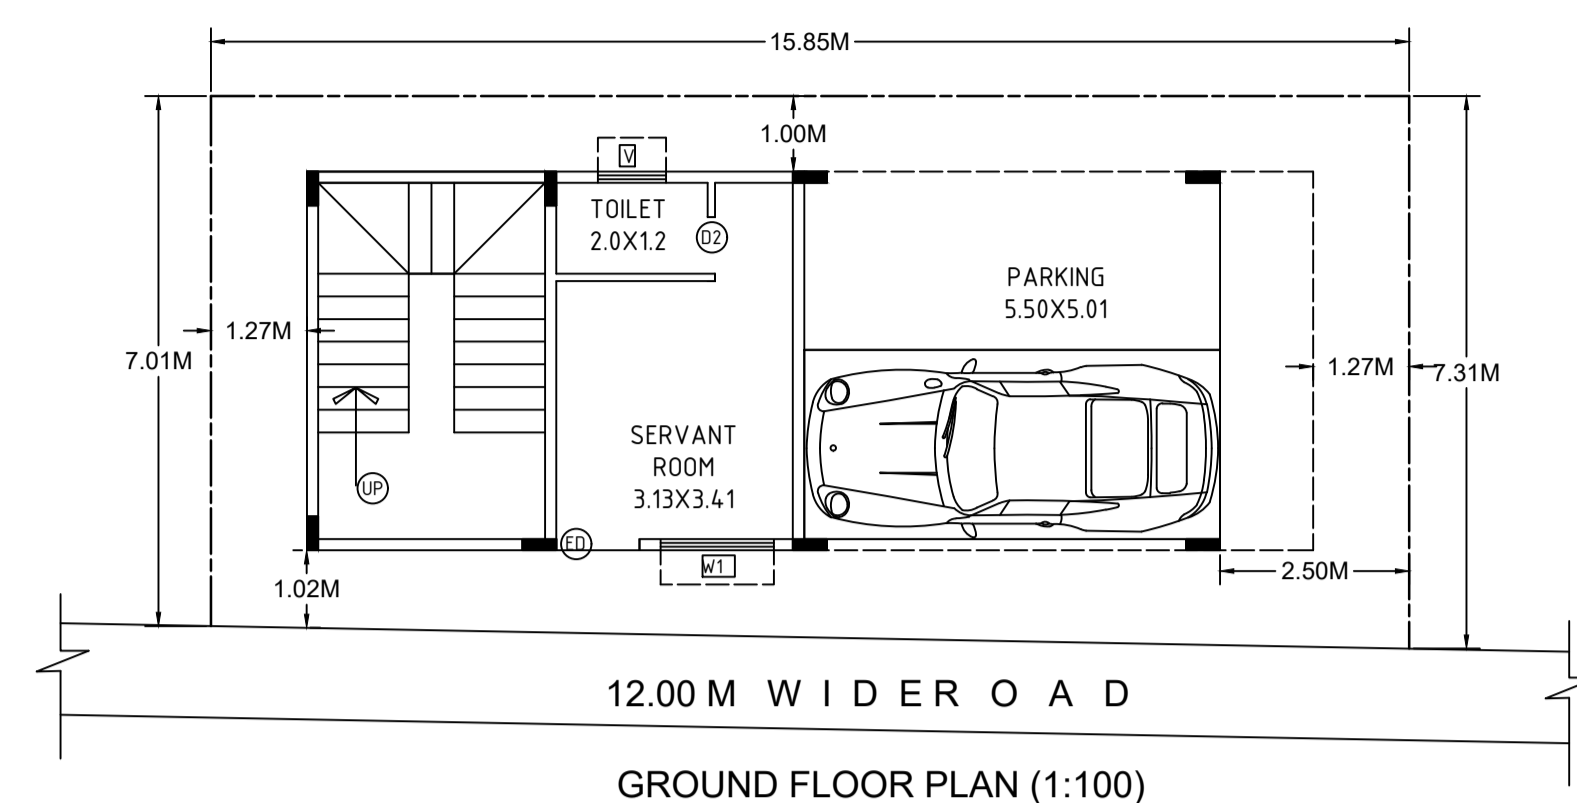 15.85M
1.00M
V
TOILET
2.0X1.2
D2
PARKING
5.50X5.01
1.27M
7.01M
1.27M
7.31M
SERVANT
ROOM
3.13X3.41
UP
ED
W1
1.02M
2.50M
12.00 M W I D E R O A D
GROUND FLOOR PLAN (1:100)